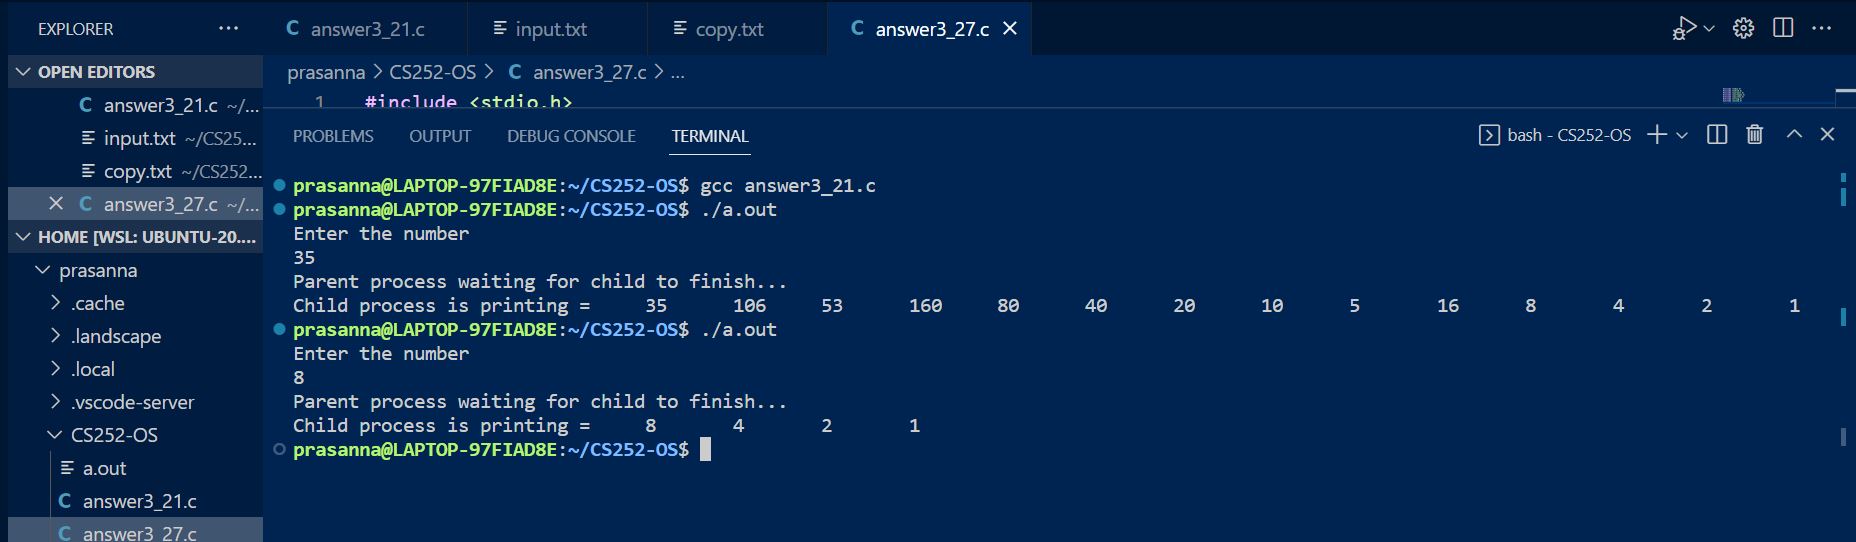 EXPLORER ···
answer3_21.c input.txt copy.txt answer3_27.c
OPEN EDITORS
answer3_21.c ~/...
input.txt ~/CS25...
copy.txt ~/CS252...
answer3_27.c ~/...
HOME [WSL: UBUNTU-20....
prasanna
.cache
.landscape
.local
.vscode-server
CS252-OS
a.out
answer3_21.c
answer3_27.c
prasanna > CS252-OS > C answer3_27.c > ...
1 #include <stdio.h>
PROBLEMS OUTPUT DEBUG CONSOLE TERMINAL bash - CS252-OS
prasanna@LAPTOP-97FIAD8E:~/CS252-OS$ gcc answer3_21.c
prasanna@LAPTOP-97FIAD8E:~/CS252-OS$ ./a.out
Enter the number
35
Parent process waiting for child to finish...
Child process is printing = 35 106 53 160 80 40 20 10 5 16 8 4 2 1
prasanna@LAPTOP-97FIAD8E:~/CS252-OS$ ./a.out
Enter the number
8
Parent process waiting for child to finish...
Child process is printing = 8 4 2 1
prasanna@LAPTOP-97FIAD8E:~/CS252-OS$